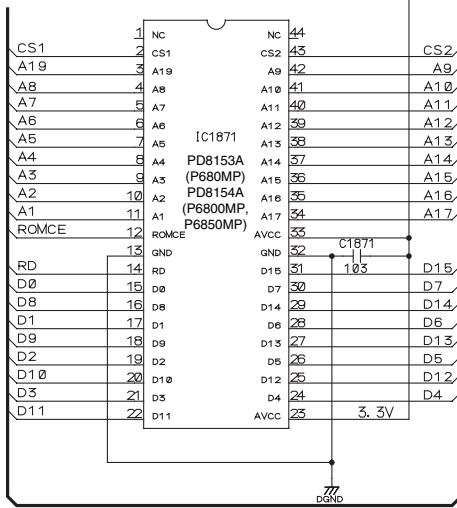 1 NC NC 44
CS1 2 CS1 CS2 43 CS2
A19 3 A19 A9 42 A9
A8 4 A8 A10 41 A10
A7 5 A7 A11 40 A11
A6 6 A6 A12 39 A12
A5 7 A5 IC1871 A13 38 A13
A4 8 A4 PD8153A A14 37 A14
A3 9 A3 (P680MP) A15 36 A15
A2 10 A2 PD8154A A16 35 A16
A1 11 A1 (P6800MP, A17 34 A17
ROMCE 12 ROMCE P6850MP) AVCC 33
13 GND GND 32 C1871
RD 14 RD D15 31 103 D15
D0 15 D0 D7 30 D7
D8 16 D8 D14 29 D14
D1 17 D1 D6 28 D6
D9 18 D9 D13 27 D13
D2 19 D2 D5 26 D5
D10 20 D10 D12 25 D12
D3 21 D3 D4 24 D4
D11 22 D11 AVCC 23 3.3V
DGND